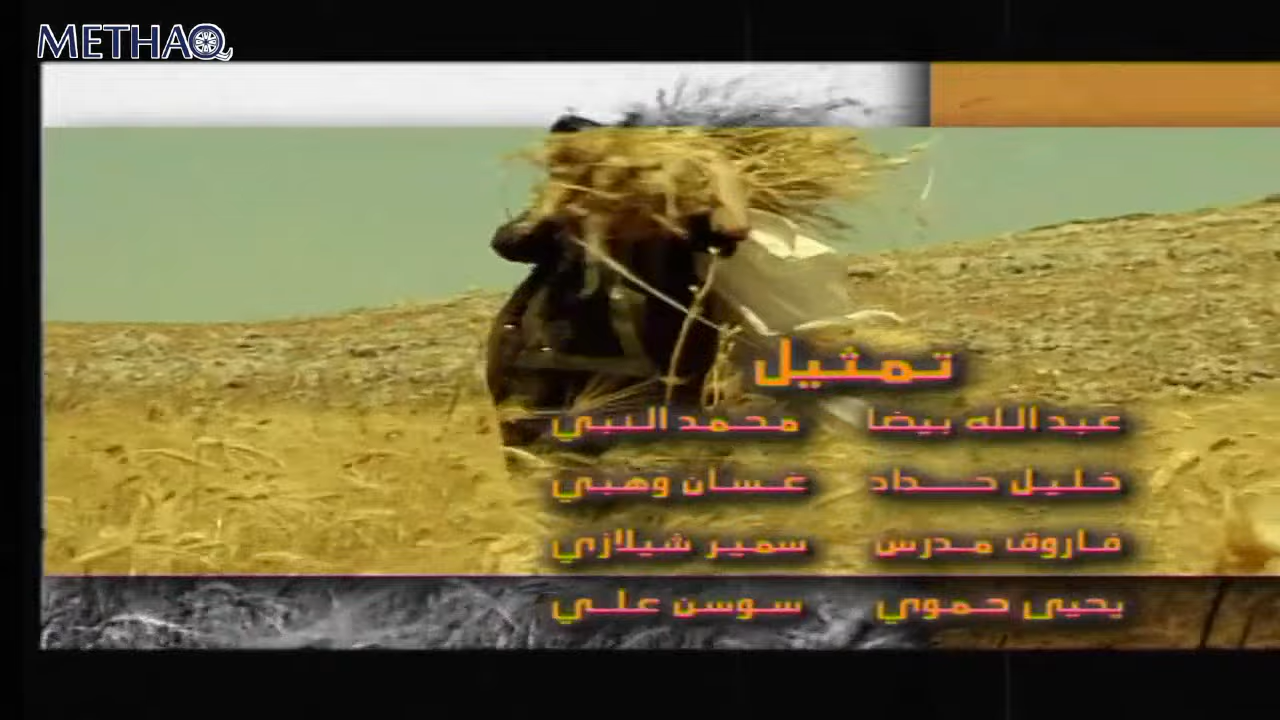 METHAQ
تمثيل
عبد الله بيضا محمد النبي
خليل حداد غسان وهبي
فاروق مدرس سمير شيلازي
يحيى حموي سوسن علي